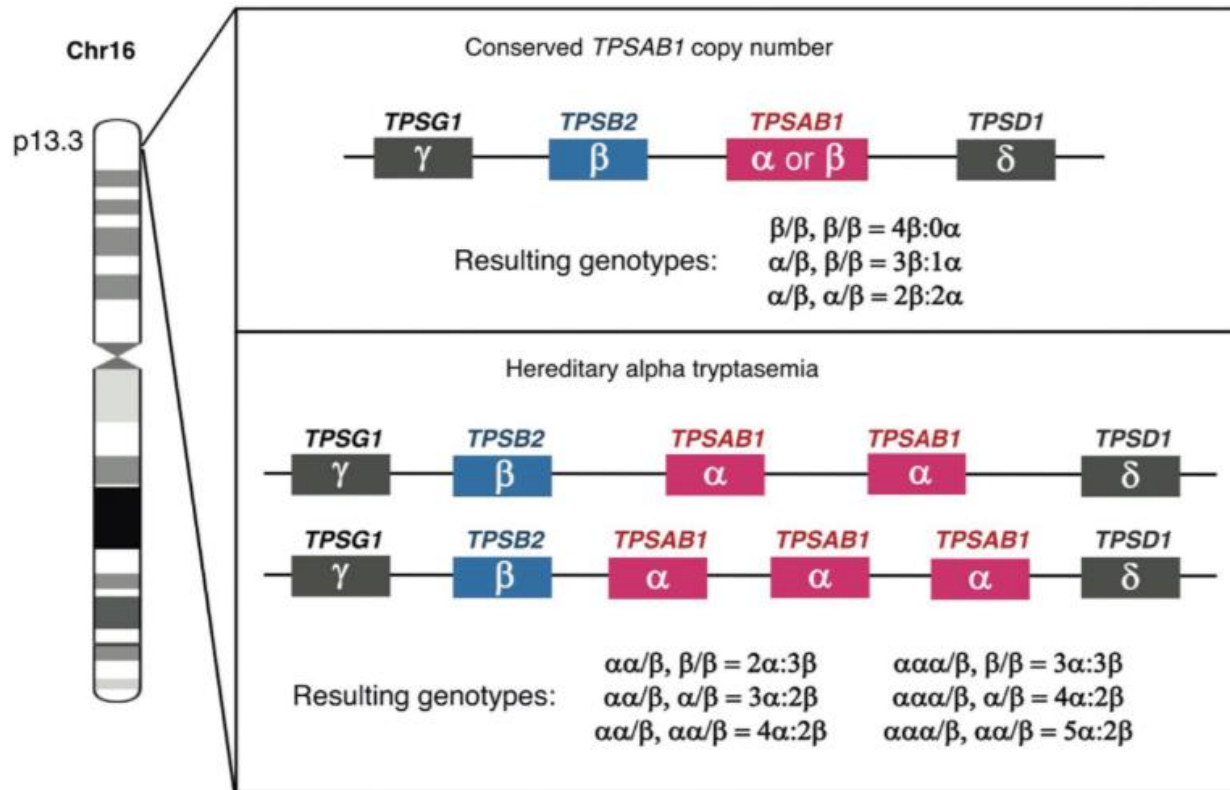 Chr16
p13.3
Conserved TPSAB1 copy number
TPSG1 TPSB2 TPSAB1 TPSD1
γ β α or β δ
Resulting genotypes:
β/β, β/β = 4β:0α
α/β, β/β = 3β:1α
α/β, α/β = 2β:2α
Hereditary alpha tryptasemia
TPSG1 TPSB2 TPSAB1 TPSAB1 TPSD1
γ β α α δ
TPSG1 TPSB2 TPSAB1 TPSAB1 TPSAB1 TPSD1
γ β α α α δ
Resulting genotypes:
αα/β, β/β = 2α:3β
αα/β, α/β = 3α:2β
αα/β, αα/β = 4α:2β
ααα/β, β/β = 3α:3β
ααα/β, α/β = 4α:2β
ααα/β, αα/β = 5α:2β